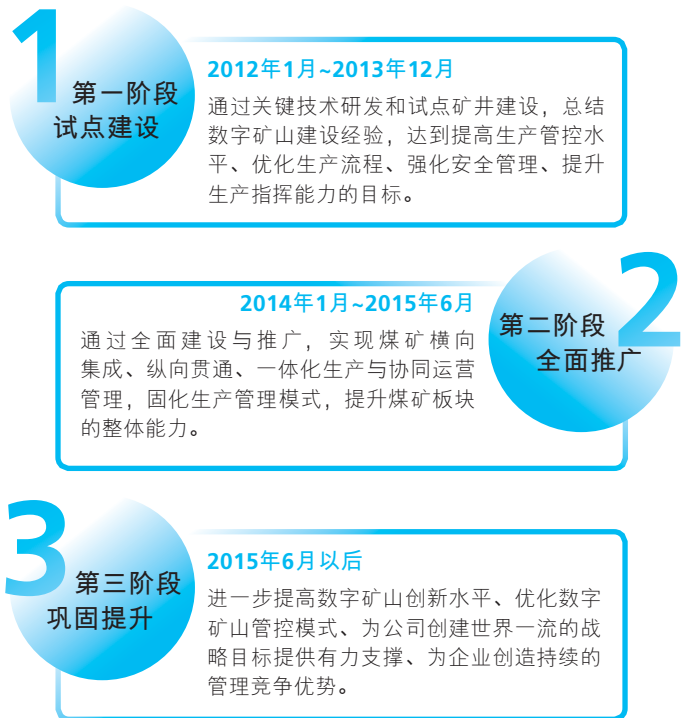 1
第一阶段
试点建设
2012年1月~2013年12月
通过关键技术研发和试点矿井建设，总结
数字矿山建设经验，达到提高生产管控水
平、优化生产流程、强化安全管理、提升
生产指挥能力的目标。
2
第二阶段
全面推广
2014年1月~2015年6月
通过全面建设与推广，实现煤矿横向
集成、纵向贯通、一体化生产与协同运营
管理，固化生产管理模式，提升煤矿板块
的整体能力。
3
第三阶段
巩固提升
2015年6月以后
进一步提高数字矿山创新水平、优化数字
矿山管控模式、为公司创建世界一流的战
略目标提供有力支撑、为企业创造持续的
管理竞争优势。